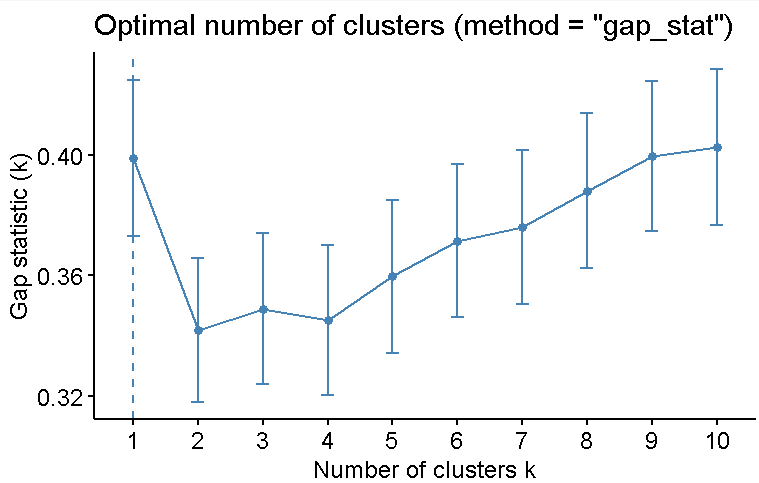 Optimal number of clusters (method = "gap_stat")
Gap statistic (k)
0.40
0.36
0.32
1 2 3 4 5 6 7 8 9 10
Number of clusters k